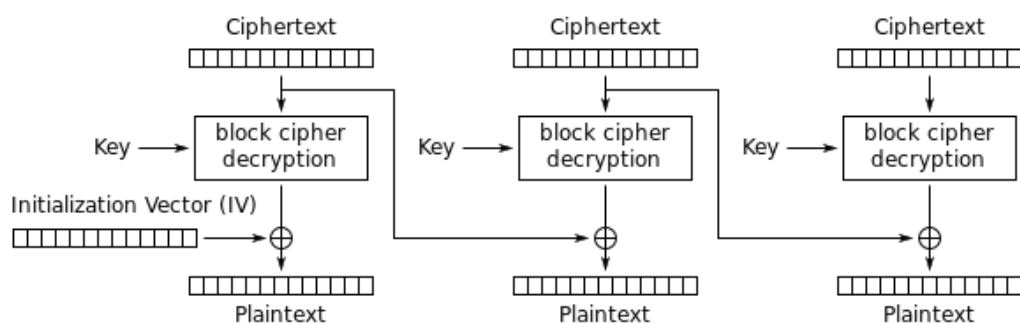 Ciphertext
Ciphertext
Ciphertext
Key
block cipher
decryption
Key
block cipher
decryption
Key
block cipher
decryption
Initialization Vector (IV)
Plaintext
Plaintext
Plaintext